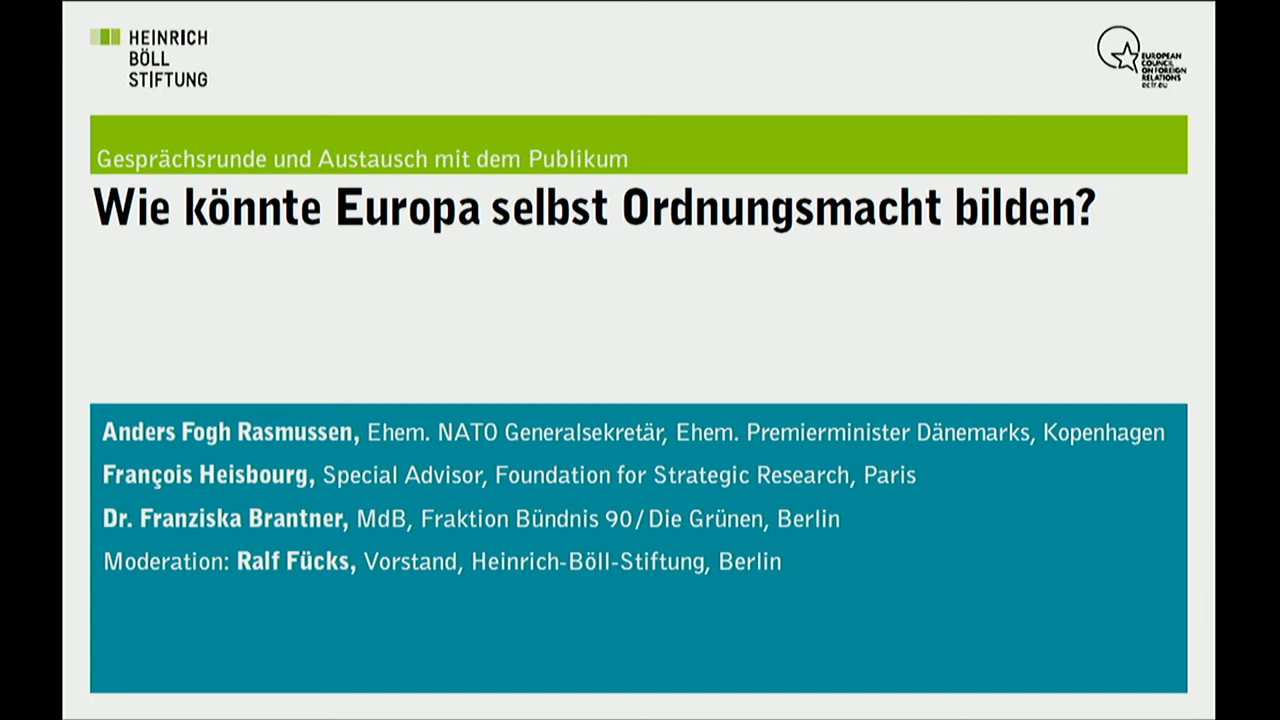 HEINRICH
BÖLL
STIFTUNG
EUROPEAN
COUNCIL
ON FOREIGN
RELATIONS
ecfr.eu
Gesprächsrunde und Austausch mit dem Publikum
Wie könnte Europa selbst Ordnungsmacht bilden?
Anders Fogh Rasmussen, Ehem. NATO Generalsekretär, Ehem. Premierminister Dänemarks, Kopenhagen
François Heisbourg, Special Advisor, Foundation for Strategic Research, Paris
Dr. Franziska Brantner, MdB, Fraktion Bündnis 90/Die Grünen, Berlin
Moderation: Ralf Fücks, Vorstand, Heinrich-Böll-Stiftung, Berlin